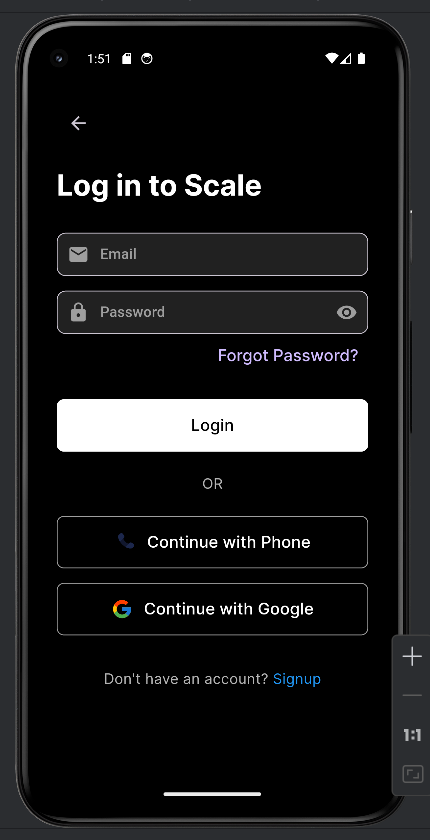 1:51
Log in to Scale
Email
Password
Forgot Password?
Login
OR
Continue with Phone
Continue with Google
Don't have an account? Signup
1:1